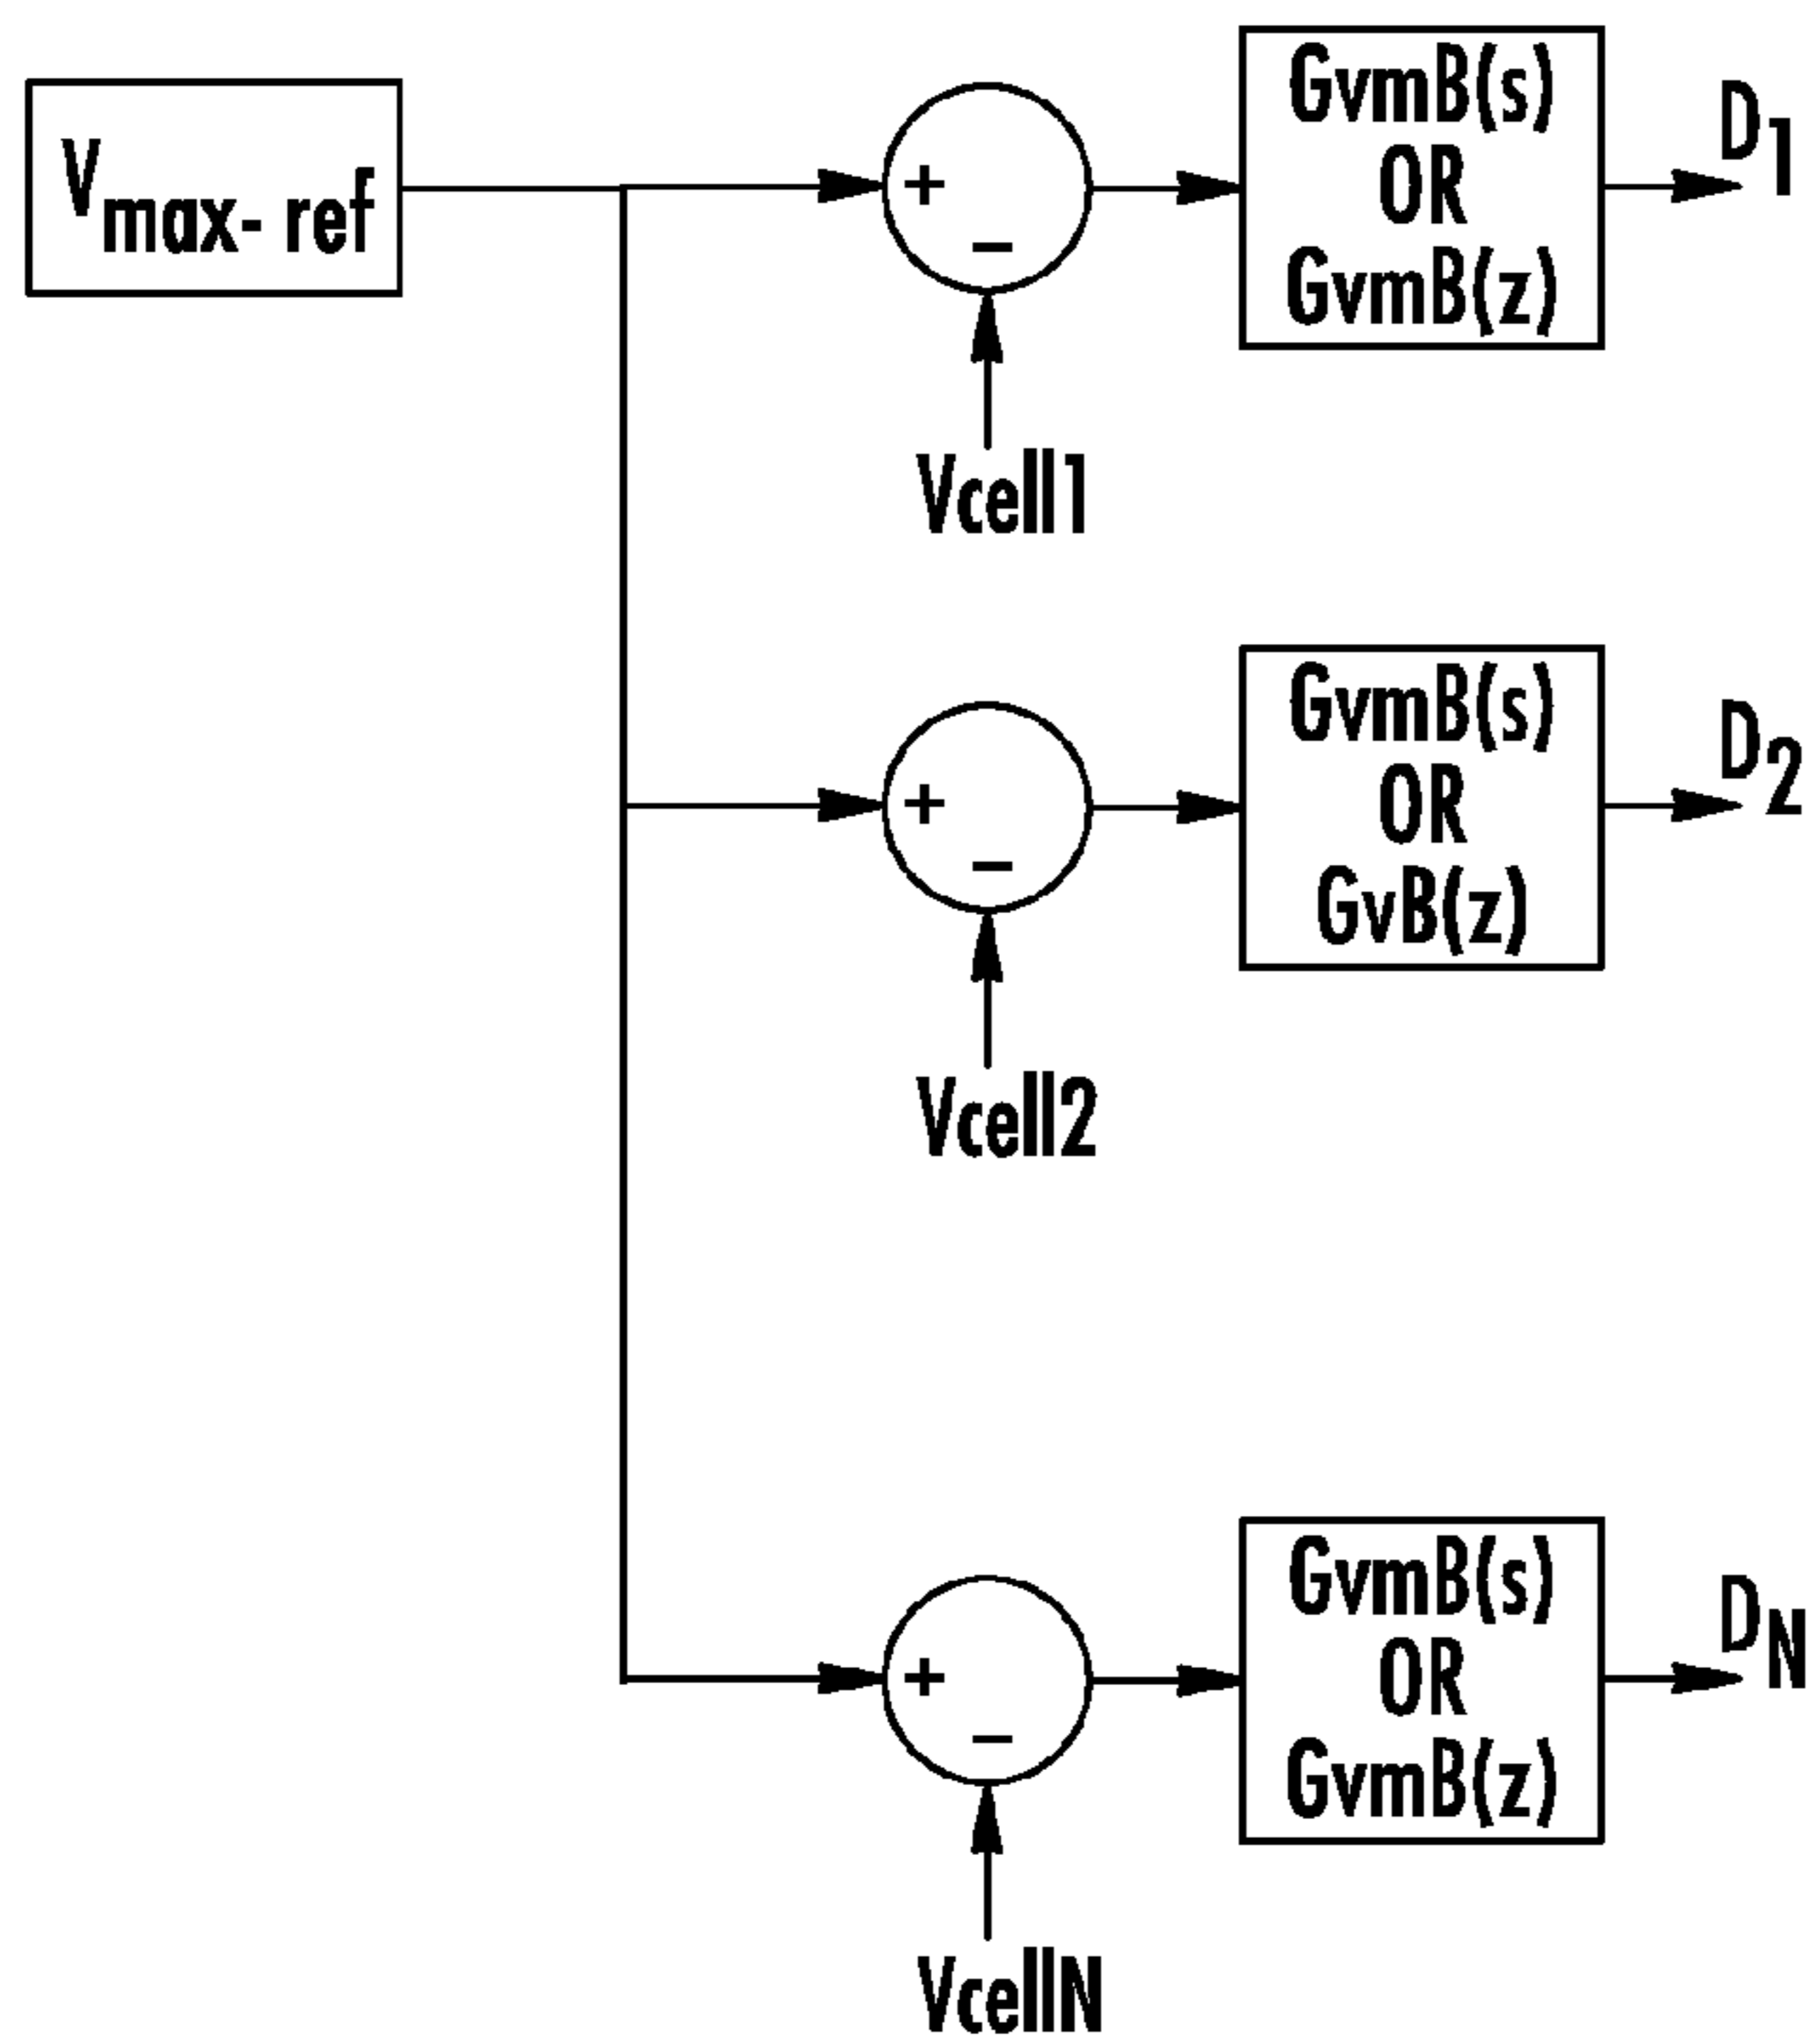 Vmax- ref
+
−
GvmB(s)
OR
GvmB(z)
D1
Vcell1
+
−
GvmB(s)
OR
GvB(z)
D2
Vcell2
+
−
GvmB(s)
OR
GvmB(z)
DN
VcellN